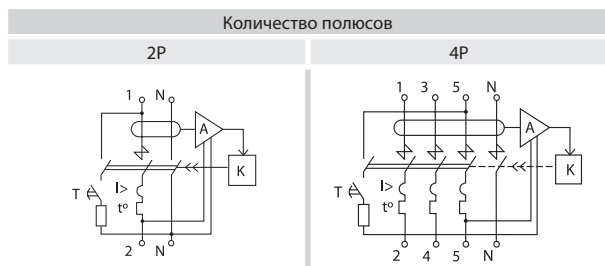 Количество полюсов
2P 4P
1 N
A
K
T
I>
t°
2 N
1 3 5 N
A
K
T
I>
t°
2 4 5 N